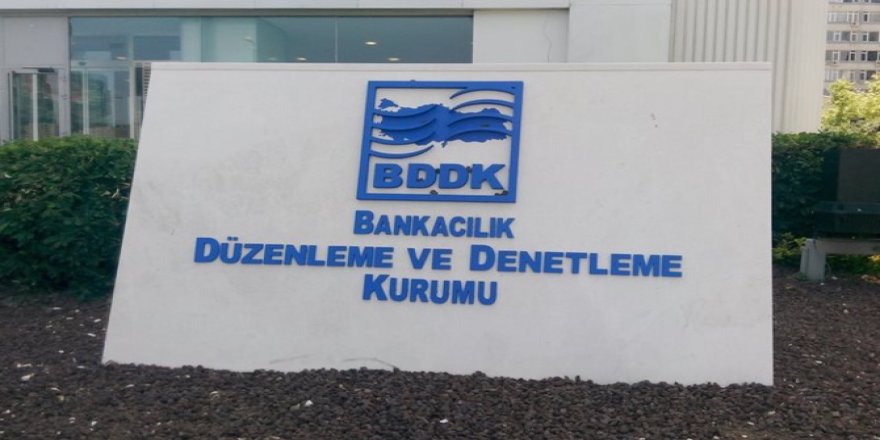 BDDK
BANKACILIK
DÜZENLEME VE DENETLEME
KURUMU